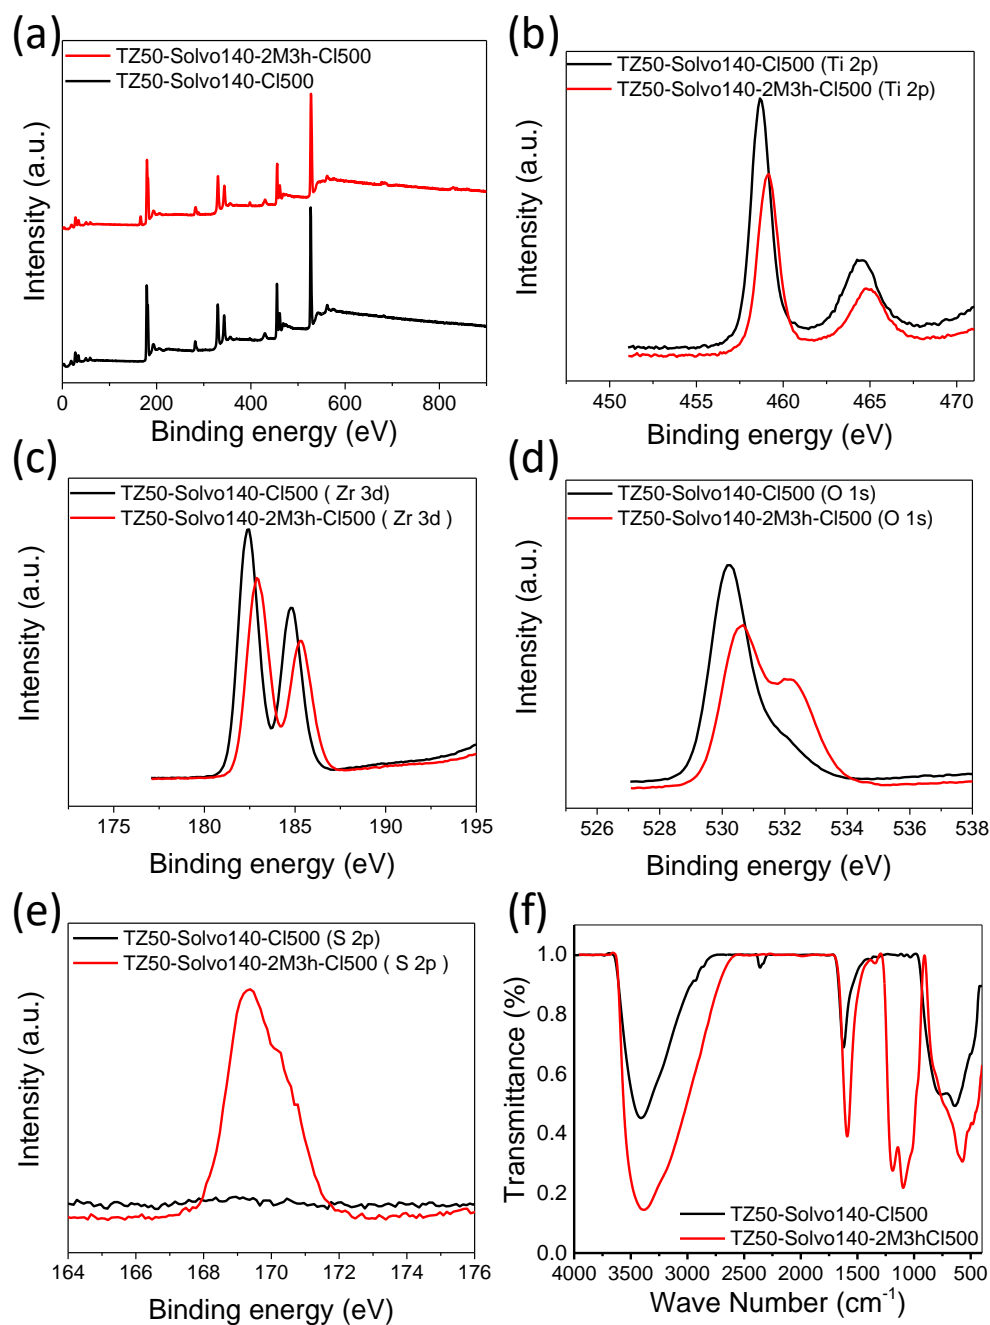 (a)
TZ50-Solvo140-2M3h-Cl500
TZ50-Solvo140-Cl500
Intensity (a.u.)
0 200 400 600 800
Binding energy (eV)
(b)
TZ50-Solvo140-Cl500 (Ti 2p)
TZ50-Solvo140-2M3h-Cl500 (Ti 2p)
Intensity (a.u.)
450 455 460 465 470
Binding energy (eV)
(c)
TZ50-Solvo140-Cl500 ( Zr 3d)
TZ50-Solvo140-2M3h-Cl500 ( Zr 3d )
Intensity (a.u.)
175 180 185 190 195
Binding energy (eV)
(d)
TZ50-Solvo140-Cl500 (O 1s)
TZ50-Solvo140-2M3h-Cl500 (O 1s)
Intensity (a.u.)
526 528 530 532 534 536 538
Binding energy (eV)
(e)
TZ50-Solvo140-Cl500 (S 2p)
TZ50-Solvo140-2M3h-Cl500 ( S 2p )
Intensity (a.u.)
164 166 168 170 172 174 176
Binding energy (eV)
(f)
Transmittance (%)
1.0
0.8
0.6
0.4
0.2
0.0
TZ50-Solvo140-Cl500
TZ50-Solvo140-2M3hCl500
4000 3500 3000 2500 2000 1500 1000 500
Wave Number (cm⁻¹)